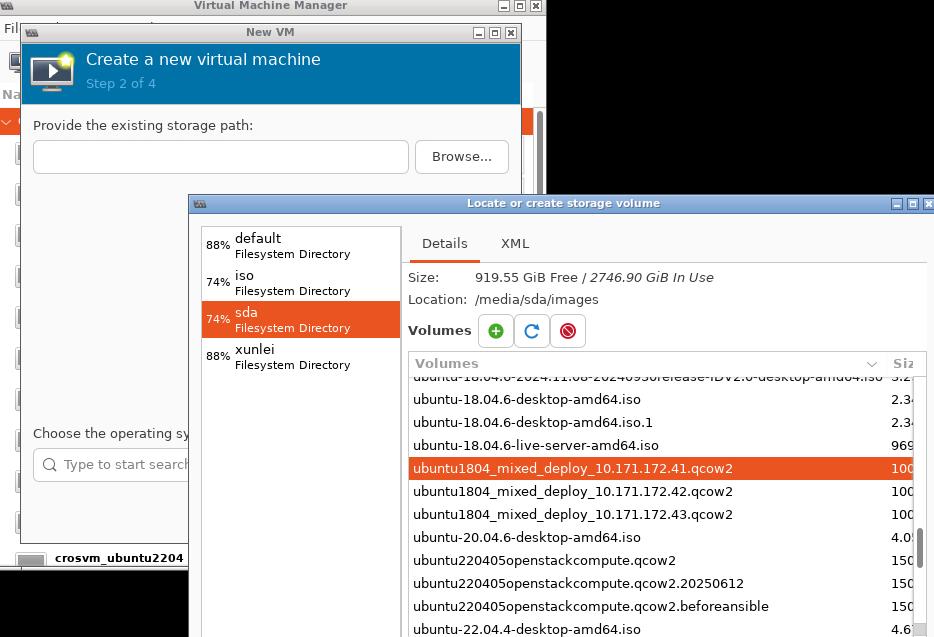 Virtual Machine Manager
Fil
New VM
Create a new virtual machine
Step 2 of 4
Na
Provide the existing storage path:
Browse...
Locate or create storage volume
88% default
Filesystem Directory
74% iso
Filesystem Directory
74% sda
Filesystem Directory
88% xunlei
Filesystem Directory
Details XML
Size: 919.55 GiB Free / 2746.90 GiB In Use
Location: /media/sda/images
Volumes
Volumes Siz
ubuntu-18.04.6-desktop-amd64.iso 2.34
ubuntu-18.04.6-desktop-amd64.iso.1 2.34
ubuntu-18.04.6-live-server-amd64.iso 969
ubuntu1804_mixed_deploy_10.171.172.41.qcow2 100
ubuntu1804_mixed_deploy_10.171.172.42.qcow2 100
ubuntu1804_mixed_deploy_10.171.172.43.qcow2 100
ubuntu-20.04.6-desktop-amd64.iso 4.05
ubuntu220405openstackcompute.qcow2 150
ubuntu220405openstackcompute.qcow2.20250612 150
ubuntu220405openstackcompute.qcow2.beforeansible 150
ubuntu-22.04.4-desktop-amd64.iso 4.67
Choose the operating sy
Type to start search
crosvm_ubuntu2204